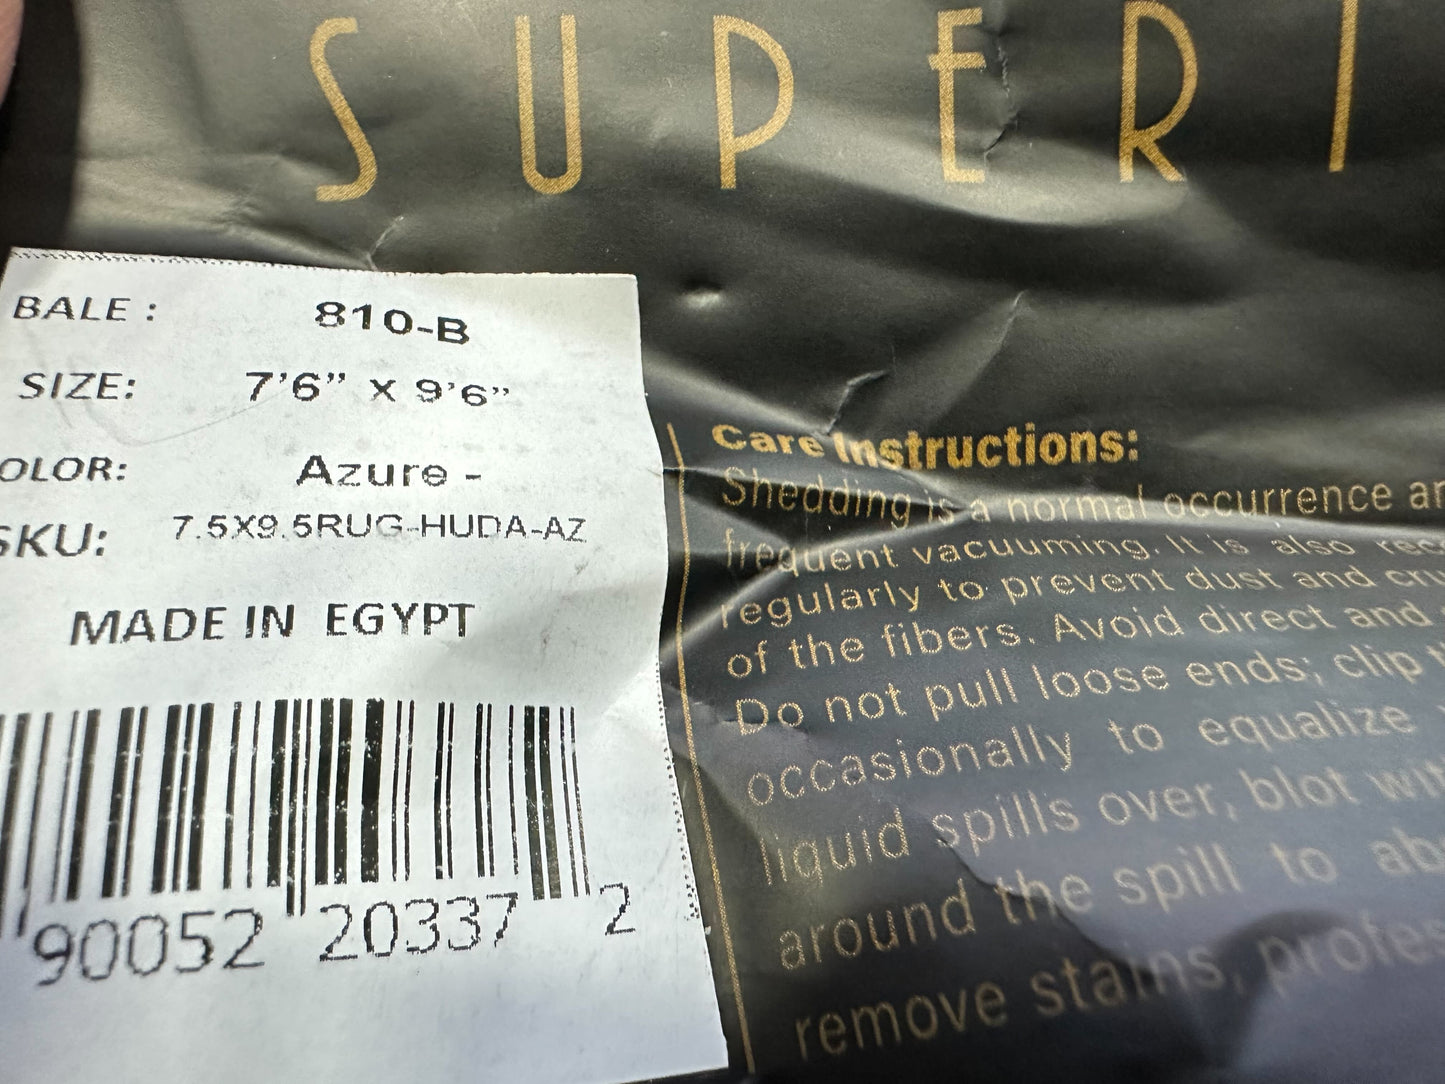 SUPERI
BALE : 810-B
SIZE: 7'6" X 9'6"
OLOR: Azure -
SKU: 7.5X9.5RUG-HUDA-AZ
MADE IN EGYPT
90052 20337 2
Care Instructions:
Shedding is a normal occurrence an
frequent vacuuming. It is also rec
regularly to prevent dust and cru
of the fibers. Avoid direct and
Do not pull loose ends; clip t
occasionally to equalize
liquid spills over, blot wit
around the spill to ab
remove stains, profes